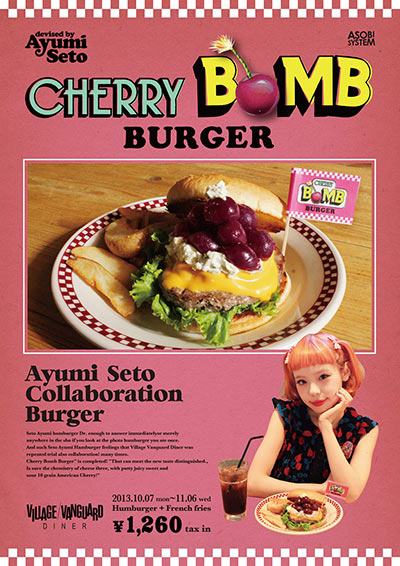 devised by
Ayumi
Seto
ASOBI
SYSTEM
CHERRY BOMB
BURGER
CHERRY
BOMB
BURGER
Ayumi Seto
Collaboration
Burger
Seto Ayumi hamburger Dr. enough to answer immediatelyor merely
anywhere in the sho if you look at the photo hamburger you are once.
And such Seto Ayumi Hamburger feelings that Village Vanguard Diner was
repeated trial also collaboration! many times.
Cherry Bomb Burger" is completed! "That can meet the new taste distinguished.,
Is sure the chemistry of cheese three, with patty juicy sweet and
sour 10 grain American Cherry!"
VILLAGE/VANGUARD
DINER
2013.10.07 mon~11.06 wed
Humburger + French fries
¥1,260 tax in